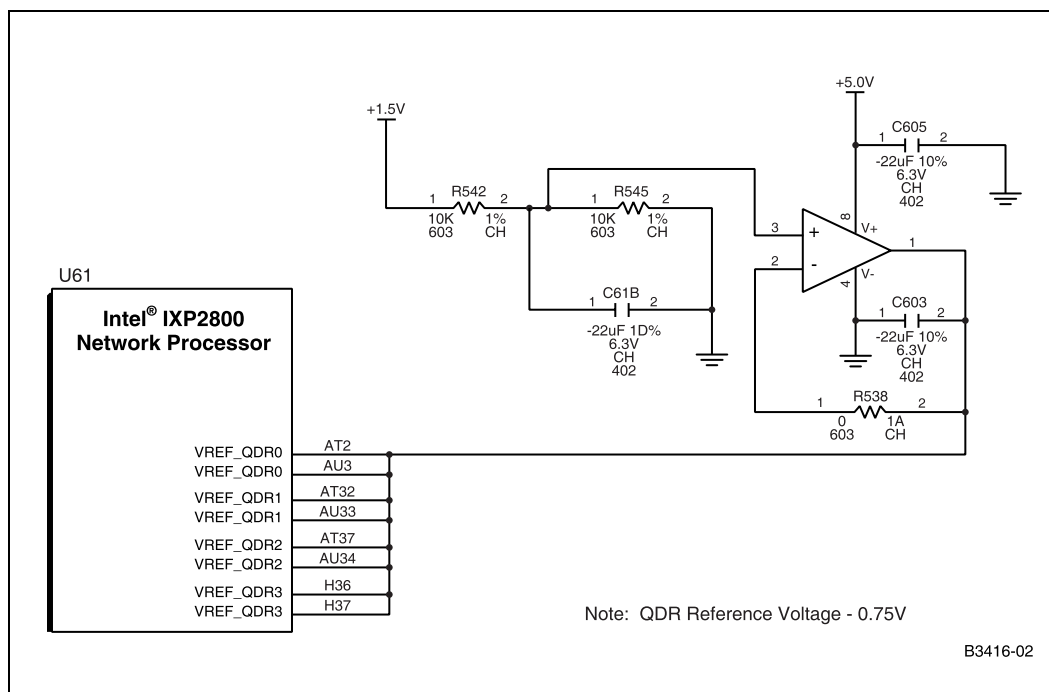 +5.0V
+1.5V
1 C605 2
-22uF 10%
6.3V
CH
402
1 R542 2
10K 1%
603 CH
1 R545 2
10K 1%
603 CH
8
V+
3 +
1
2 -
V-
4
1 C61B 2
-22uF 1D%
6.3V
CH
402
1 C603 2
-22uF 10%
6.3V
CH
402
1 R538 2
0 1A
603 CH
U61
Intel® IXP2800
Network Processor
VREF_QDR0 AT2
VREF_QDR0 AU3
VREF_QDR1 AT32
VREF_QDR1 AU33
VREF_QDR2 AT37
VREF_QDR2 AU34
VREF_QDR3 H36
VREF_QDR3 H37
Note: QDR Reference Voltage - 0.75V
B3416-02